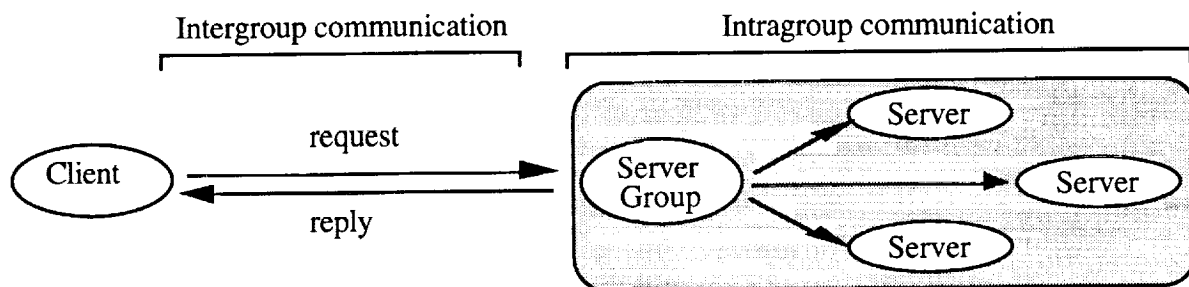 Intergroup communication
Intragroup communication
Client
request
reply
Server
Group
Server
Server
Server